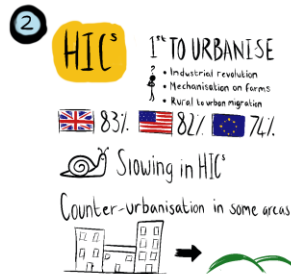 2
HICs
1st TO URBANISE
• Industrial revolution
• Mechanisation on farms
• Rural to urban migration
83% 82% 74%
Slowing in HICs
Counter-urbanisation in some areas